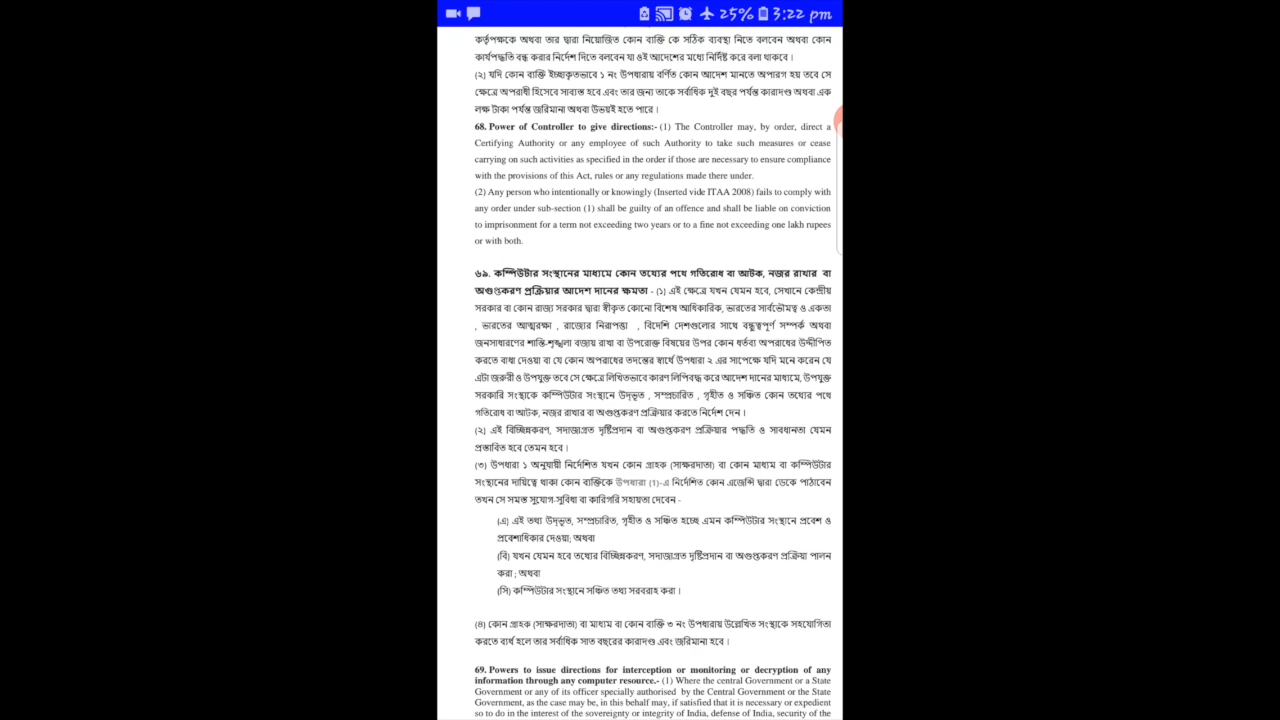 25% 3:22 pm
কর্তৃপক্ষকে অথবা তার দ্বারা নিয়োজিত কোন ব্যক্তি কে সঠিক ব্যবস্থা নিতে বলবেন অথবা কোন
কার্যপদ্ধতি বন্ধ করার নির্দেশ দিতে বলবেন যা ওই আদেশের মধ্যে নির্দিষ্ট করে বলা থাকবে।
(২) যদি কোন ব্যক্তি ইচ্ছাকৃতভাবে ১ নং উপধারায় বর্ণিত কোন আদেশ মানতে অপারগ হয় তবে সে
ক্ষেত্রে অপরাধী হিসেবে সাব্যস্ত হবে এবং তার জন্য তাকে সর্বাধিক দুই বছর পর্যন্ত কারাদণ্ড অথবা এক
লক্ষ টাকা পর্যন্ত জরিমানা অথবা উভয়ই হতে পারে।
68. Power of Controller to give directions:- (1) The Controller may, by order, direct a
Certifying Authority or any employee of such Authority to take such measures or cease
carrying on such activities as specified in the order if those are necessary to ensure compliance
with the provisions of this Act, rules or any regulations made there under.
(2) Any person who intentionally or knowingly (Inserted vide ITAA 2008) fails to comply with
any order under sub-section (1) shall be guilty of an offence and shall be liable on conviction
to imprisonment for a term not exceeding two years or to a fine not exceeding one lakh rupees
or with both.
৬৯. কম্পিউটার সংস্থানের মাধ্যমে কোন তথ্যের পথে গতিরোধ বা আটক, নজর রাখার বা
অগুপ্তকরণ প্রক্রিয়ার আদেশ দানের ক্ষমতা - (১) এই ক্ষেত্রে যখন যেমন হবে, সেখানে কেন্দ্রীয়
সরকার বা কোন রাজ্য সরকার দ্বারা স্বীকৃত কোনো বিশেষ আধিকারিক, ভারতের সার্বভৌমত্ব ও একতা
, ভারতের আত্মরক্ষা , রাজ্যের নিরাপত্তা , বিদেশি দেশগুলোর সাথে বন্ধুত্বপূর্ণ সম্পর্ক অথবা
জনসাধারণের শান্তি-শৃঙ্খলা বজায় রাখা বা উপরোক্ত বিষয়ের উপর কোন ধর্তব্য অপরাধের উদ্দীপিত
করতে বাধা দেওয়া বা যে কোন অপরাধের তদন্তের স্বার্থে উপধারা ২ এর সাপেক্ষে যদি মনে করেন যে
এটা জরুরী ও উপযুক্ত তবে সে ক্ষেত্রে লিখিতভাবে কারণ লিপিবদ্ধ করে আদেশ দানের মাধ্যমে, উপযুক্ত
সরকারি সংস্থাকে কম্পিউটার সংস্থানে উদ্ভূত , সম্প্রচারিত , গৃহীত ও সঞ্চিত কোন তথ্যের পথে
গতিরোধ বা আটক, নজর রাখার বা অগুপ্তকরণ প্রক্রিয়ার করতে নির্দেশ দেন।
(২) এই বিচ্ছিন্নকরণ, সদাজাগ্রত দৃষ্টিপ্রদান বা অগুপ্তকরণ প্রক্রিয়ার পদ্ধতি ও সাবধানতা যেমন
প্রস্তাবিত হবে তেমন হবে।
(৩) উপধারা ১ অনুযায়ী নির্দেশিত যখন কোন গ্রাহক (সাক্ষরদাতা) বা কোন মাধ্যম বা কম্পিউটার
সংস্থানের দায়িত্বে থাকা কোন ব্যক্তিকে উপধারা (1)-এ নির্দেশিত কোন এজেন্সি দ্বারা ডেকে পাঠাবেন
তখন সে সমস্ত সুযোগ-সুবিধা বা কারিগরি সহায়তা দেবেন -
(এ) এই তথ্য উদ্ভূত, সম্প্রচারিত, গৃহীত ও সঞ্চিত হচ্ছে এমন কম্পিউটার সংস্থানে প্রবেশ ও
প্রবেশাধিকার দেওয়া; অথবা
(বি) যখন যেমন হবে তথ্যের বিচ্ছিন্নকরণ, সদাজাগ্রত দৃষ্টিপ্রদান বা অগুপ্তকরণ প্রক্রিয়া পালন
করা ; অথবা
(সি) কম্পিউটার সংস্থানে সঞ্চিত তথ্য সরবরাহ করা।
(৪) কোন গ্রাহক (সাক্ষরদাতা) বা মাধ্যম বা কোন ব্যক্তি ৩ নং উপধারায় উল্লেখিত সংস্থাকে সহযোগিতা
করতে ব্যর্থ হলে তার সর্বাধিক সাত বছরের কারাদণ্ড এবং জরিমানা হবে।
69. Powers to issue directions for interception or monitoring or decryption of any
information through any computer resource.- (1) Where the central Government or a State
Government or any of its officer specially authorised by the Central Government or the State
Government, as the case may be, in this behalf may, if satisfied that it is necessary or expedient
so to do in the interest of the sovereignty or integrity of India, defense of India, security of the